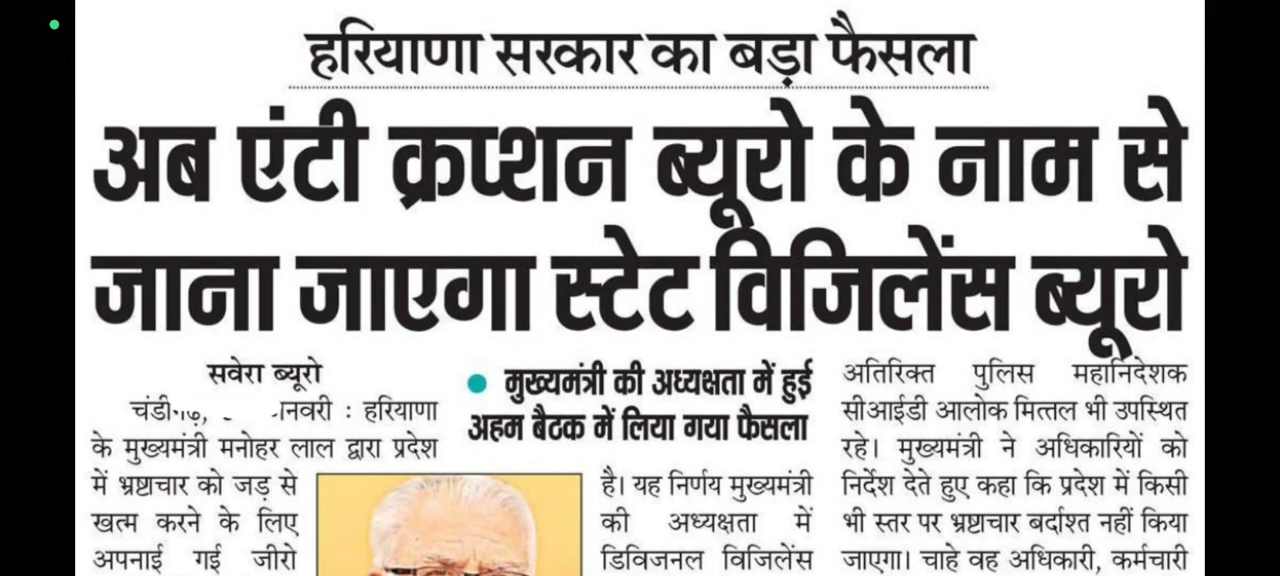 हरियाणा सरकार का बड़ा फैसला
अब एंटी क्रप्शन ब्यूरो के नाम से
जाना जाएगा स्टेट विजिलेंस ब्यूरो
सवेरा ब्यूरो
: हरियाणा
के मुख्यमंत्री मनोहर लाल द्वारा प्रदेश
में भ्रष्टाचार को जड़ से
खत्म करने के लिए
अपनाई गई जीरो
• मुख्यमंत्री की अध्यक्षता में हुई
अहम बैठक में लिया गया फैसला
है। यह निर्णय मुख्यमंत्री
की अध्यक्षता में
डिविजनल विजिलेंस
अतिरिक्त पुलिस महानिदेशक
सीआईडी आलोक मित्तल भी उपस्थित
रहे। मुख्यमंत्री ने अधिकारियों को
निर्देश देते हुए कहा कि प्रदेश में किसी
भी स्तर पर भ्रष्टाचार बर्दाश्त नहीं किया
जाएगा। चाहे वह अधिकारी, कर्मचारी